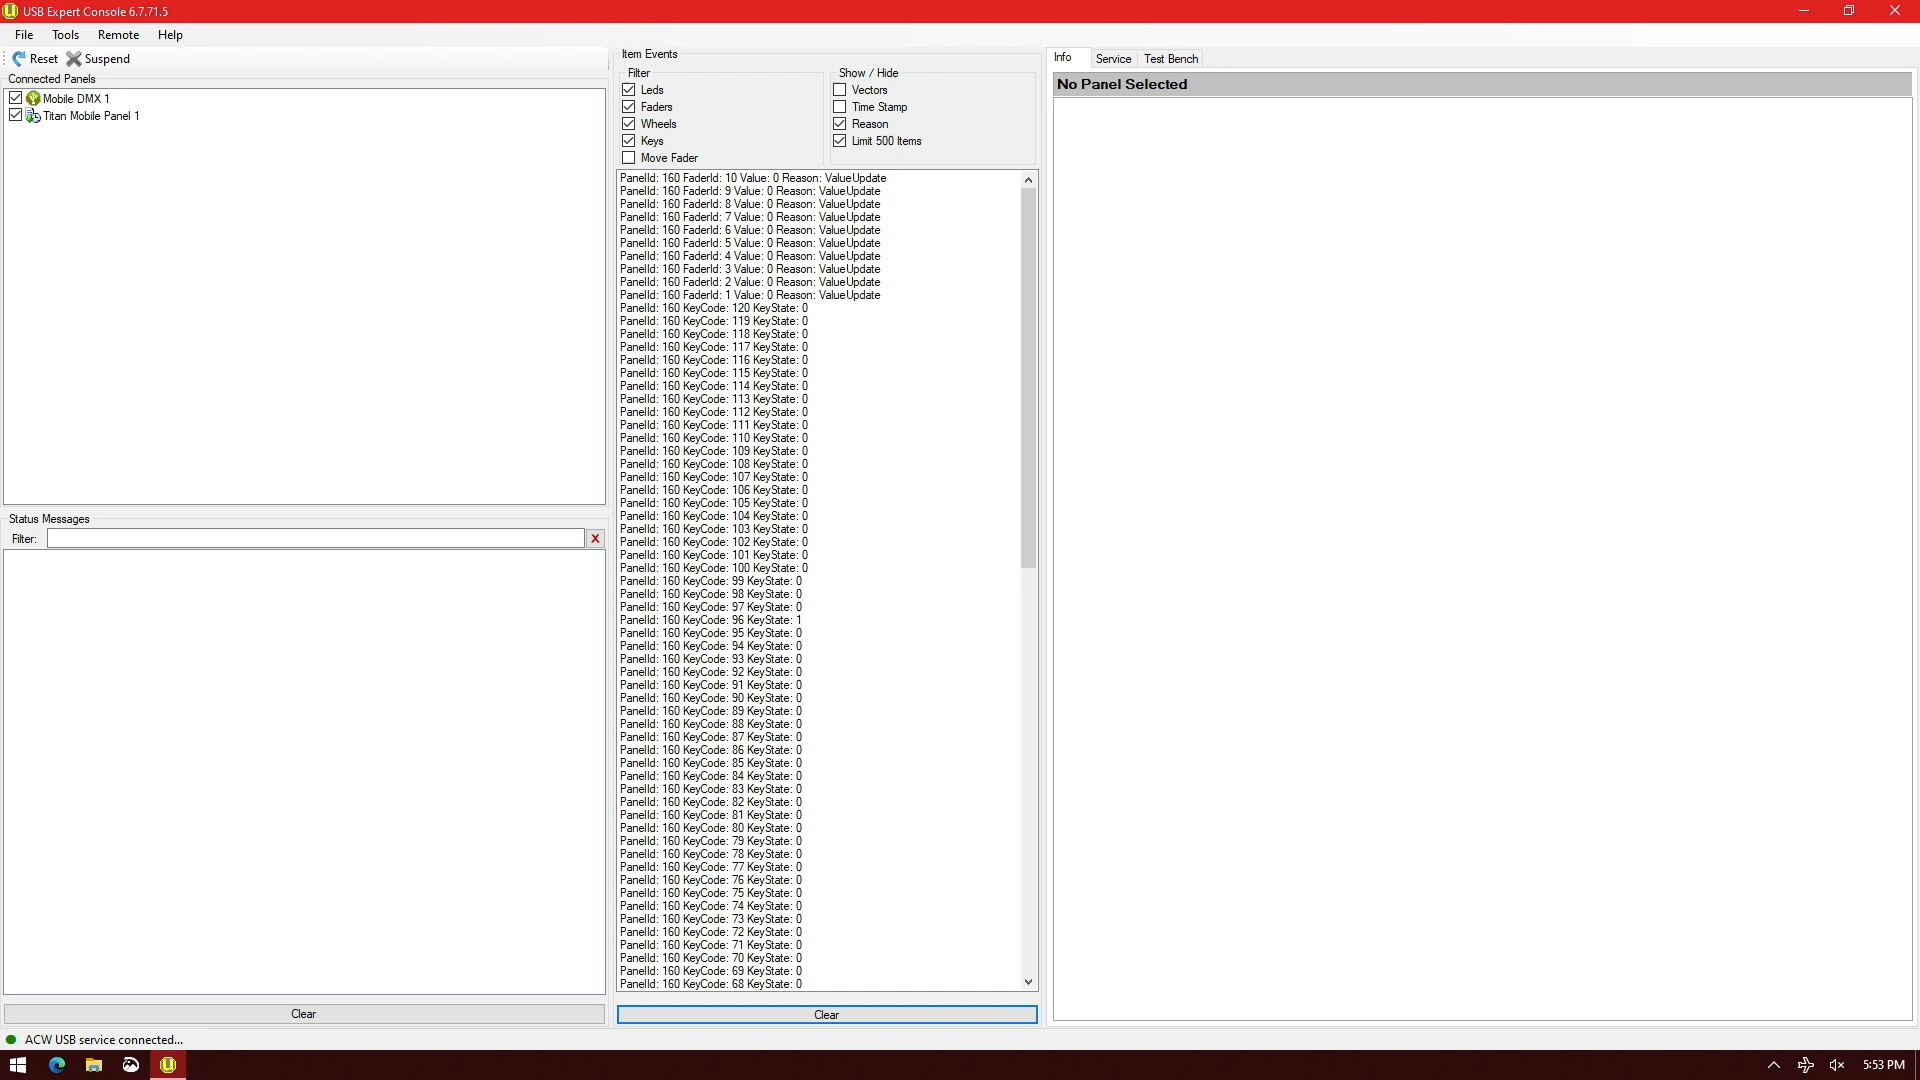 USB Expert Console 6.7.71.5
File Tools Remote Help
Reset Suspend
Connected Panels
Mobile DMX 1
Titan Mobile Panel 1
Status Messages
Filter:
X
Clear
ACW USB service connected...
Item Events
Filter
Leds
Faders
Wheels
Keys
Move Fader
Show / Hide
Vectors
Time Stamp
Reason
Limit 500 Items
PanelId: 160 FaderId: 10 Value: 0 Reason: ValueUpdate
PanelId: 160 FaderId: 9 Value: 0 Reason: ValueUpdate
PanelId: 160 FaderId: 8 Value: 0 Reason: ValueUpdate
PanelId: 160 FaderId: 7 Value: 0 Reason: ValueUpdate
PanelId: 160 FaderId: 6 Value: 0 Reason: ValueUpdate
PanelId: 160 FaderId: 5 Value: 0 Reason: ValueUpdate
PanelId: 160 FaderId: 4 Value: 0 Reason: ValueUpdate
PanelId: 160 FaderId: 3 Value: 0 Reason: ValueUpdate
PanelId: 160 FaderId: 2 Value: 0 Reason: ValueUpdate
PanelId: 160 FaderId: 1 Value: 0 Reason: ValueUpdate
PanelId: 160 KeyCode: 120 KeyState: 0
PanelId: 160 KeyCode: 119 KeyState: 0
PanelId: 160 KeyCode: 118 KeyState: 0
PanelId: 160 KeyCode: 117 KeyState: 0
PanelId: 160 KeyCode: 116 KeyState: 0
PanelId: 160 KeyCode: 115 KeyState: 0
PanelId: 160 KeyCode: 114 KeyState: 0
PanelId: 160 KeyCode: 113 KeyState: 0
PanelId: 160 KeyCode: 112 KeyState: 0
PanelId: 160 KeyCode: 111 KeyState: 0
PanelId: 160 KeyCode: 110 KeyState: 0
PanelId: 160 KeyCode: 109 KeyState: 0
PanelId: 160 KeyCode: 108 KeyState: 0
PanelId: 160 KeyCode: 107 KeyState: 0
PanelId: 160 KeyCode: 106 KeyState: 0
PanelId: 160 KeyCode: 105 KeyState: 0
PanelId: 160 KeyCode: 104 KeyState: 0
PanelId: 160 KeyCode: 103 KeyState: 0
PanelId: 160 KeyCode: 102 KeyState: 0
PanelId: 160 KeyCode: 101 KeyState: 0
PanelId: 160 KeyCode: 100 KeyState: 0
PanelId: 160 KeyCode: 99 KeyState: 0
PanelId: 160 KeyCode: 98 KeyState: 0
PanelId: 160 KeyCode: 97 KeyState: 0
PanelId: 160 KeyCode: 96 KeyState: 1
PanelId: 160 KeyCode: 95 KeyState: 0
PanelId: 160 KeyCode: 94 KeyState: 0
PanelId: 160 KeyCode: 93 KeyState: 0
PanelId: 160 KeyCode: 92 KeyState: 0
PanelId: 160 KeyCode: 91 KeyState: 0
PanelId: 160 KeyCode: 90 KeyState: 0
PanelId: 160 KeyCode: 89 KeyState: 0
PanelId: 160 KeyCode: 88 KeyState: 0
PanelId: 160 KeyCode: 87 KeyState: 0
PanelId: 160 KeyCode: 86 KeyState: 0
PanelId: 160 KeyCode: 85 KeyState: 0
PanelId: 160 KeyCode: 84 KeyState: 0
PanelId: 160 KeyCode: 83 KeyState: 0
PanelId: 160 KeyCode: 82 KeyState: 0
PanelId: 160 KeyCode: 81 KeyState: 0
PanelId: 160 KeyCode: 80 KeyState: 0
PanelId: 160 KeyCode: 79 KeyState: 0
PanelId: 160 KeyCode: 78 KeyState: 0
PanelId: 160 KeyCode: 77 KeyState: 0
PanelId: 160 KeyCode: 76 KeyState: 0
PanelId: 160 KeyCode: 75 KeyState: 0
PanelId: 160 KeyCode: 74 KeyState: 0
PanelId: 160 KeyCode: 73 KeyState: 0
PanelId: 160 KeyCode: 72 KeyState: 0
PanelId: 160 KeyCode: 71 KeyState: 0
PanelId: 160 KeyCode: 70 KeyState: 0
PanelId: 160 KeyCode: 69 KeyState: 0
PanelId: 160 KeyCode: 68 KeyState: 0
Clear
Info Service Test Bench
No Panel Selected
5:53 PM